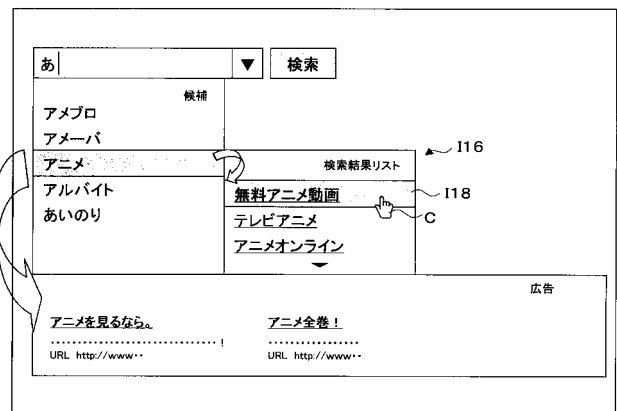 あ
▼
検索
候補
アメブロ
アメーバ
アニメ
アルバイト
あいのり
検索結果リスト
無料アニメ動画
テレビアニメ
アニメオンライン
I16
I18
C
広告
アニメを見るなら。
‥‥‥‥‥‥‥‥‥‥‥‥‥‥‥!
URL http://www‥
アニメ全巻!
‥‥‥‥‥‥‥‥‥
URL http://www‥